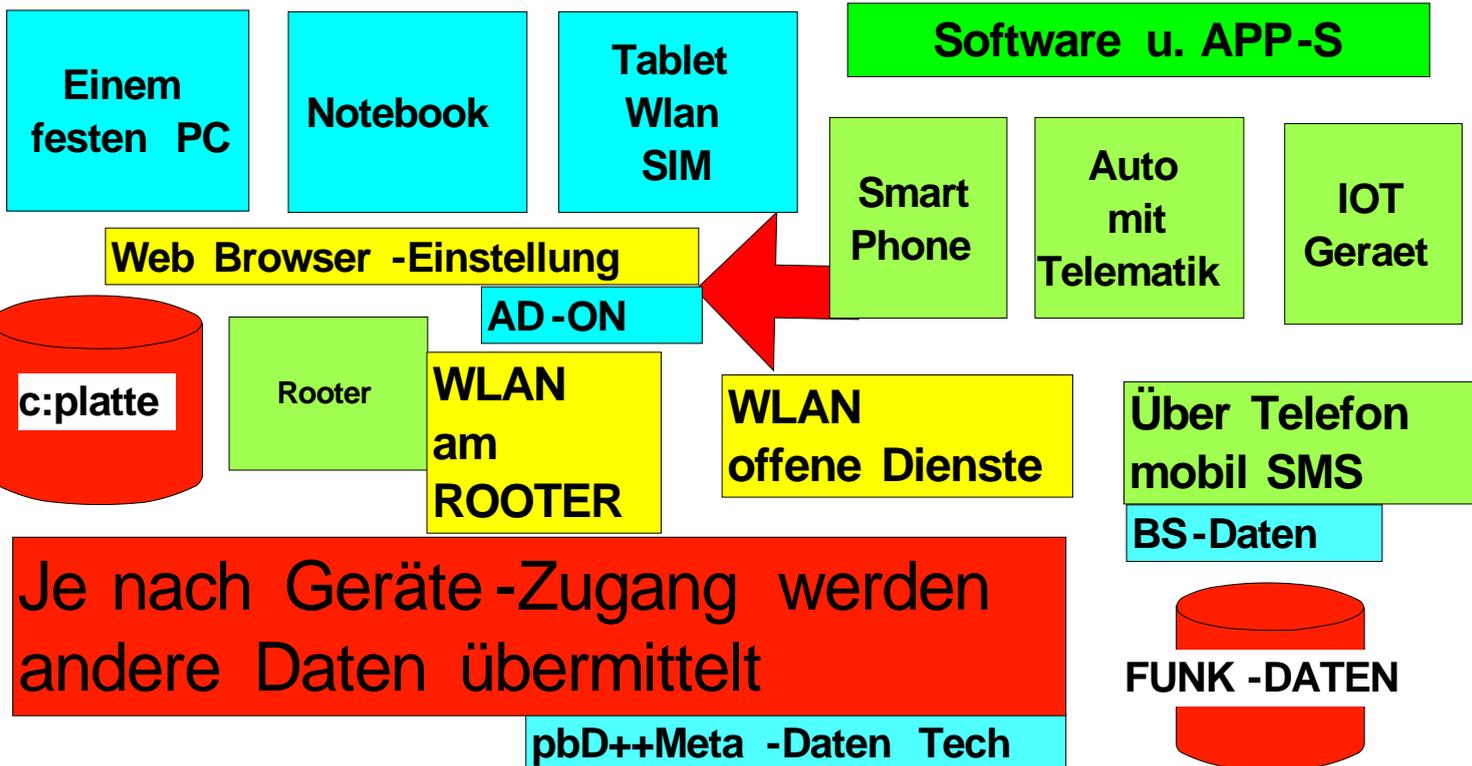 Einem
festen PC
Notebook
Tablet
Wlan
SIM
Software u. APP-S
Smart
Phone
Auto
mit
Telematik
IOT
Geraet
Web Browser -Einstellung
AD-ON
c:platte
Rooter
WLAN
am
ROOTER
WLAN
offene Dienste
Über Telefon
mobil SMS
BS-Daten
Je nach Geräte-Zugang werden
andere Daten übermittelt
FUNK -DATEN
pbD++Meta -Daten Tech